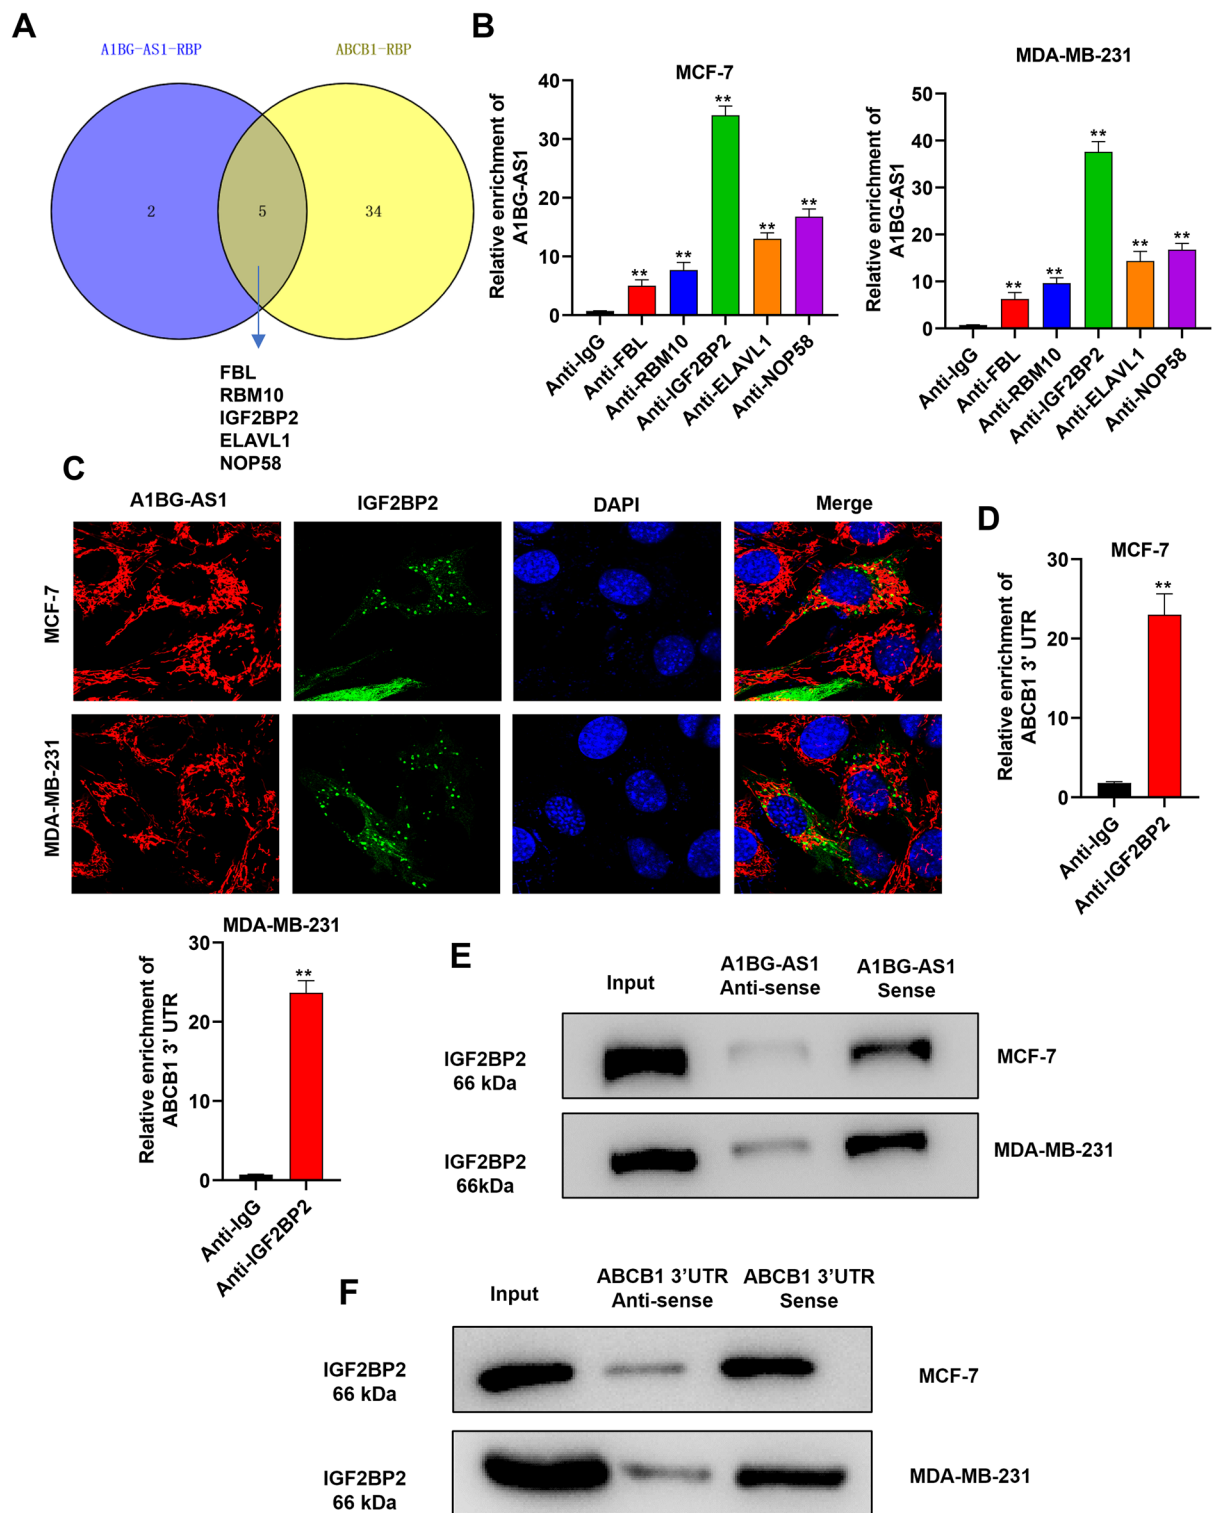 A
A1BG-AS1-RBP
ABCB1-RBP
2
5
34
FBL
RBM10
IGF2BP2
ELAVL1
NOP58
B
MCF-7
Relative enrichment of
A1BG-AS1
40
30
20
10
0
**
**
**
**
**
Anti-IgG
Anti-FBL
Anti-RBM10
Anti-IGF2BP2
Anti-ELAVL1
Anti-NOP58
MDA-MB-231
Relative enrichment of
A1BG-AS1
50
40
30
20
10
0
**
**
**
**
**
Anti-IgG
Anti-FBL
Anti-RBM10
Anti-IGF2BP2
Anti-ELAVL1
Anti-NOP58
C
A1BG-AS1
IGF2BP2
DAPI
Merge
MCF-7
MDA-MB-231
D
MCF-7
Relative enrichment of
ABCB1 3' UTR
30
20
10
0
**
Anti-IgG
Anti-IGF2BP2
MDA-MB-231
Relative enrichment of
ABCB1 3' UTR
30
20
10
0
**
Anti-IgG
Anti-IGF2BP2
E
Input
A1BG-AS1
Anti-sense
A1BG-AS1
Sense
IGF2BP2
66 kDa
MCF-7
IGF2BP2
66kDa
MDA-MB-231
F
Input
ABCB1 3’UTR
Anti-sense
ABCB1 3’UTR
Sense
IGF2BP2
66 kDa
MCF-7
IGF2BP2
66 kDa
MDA-MB-231